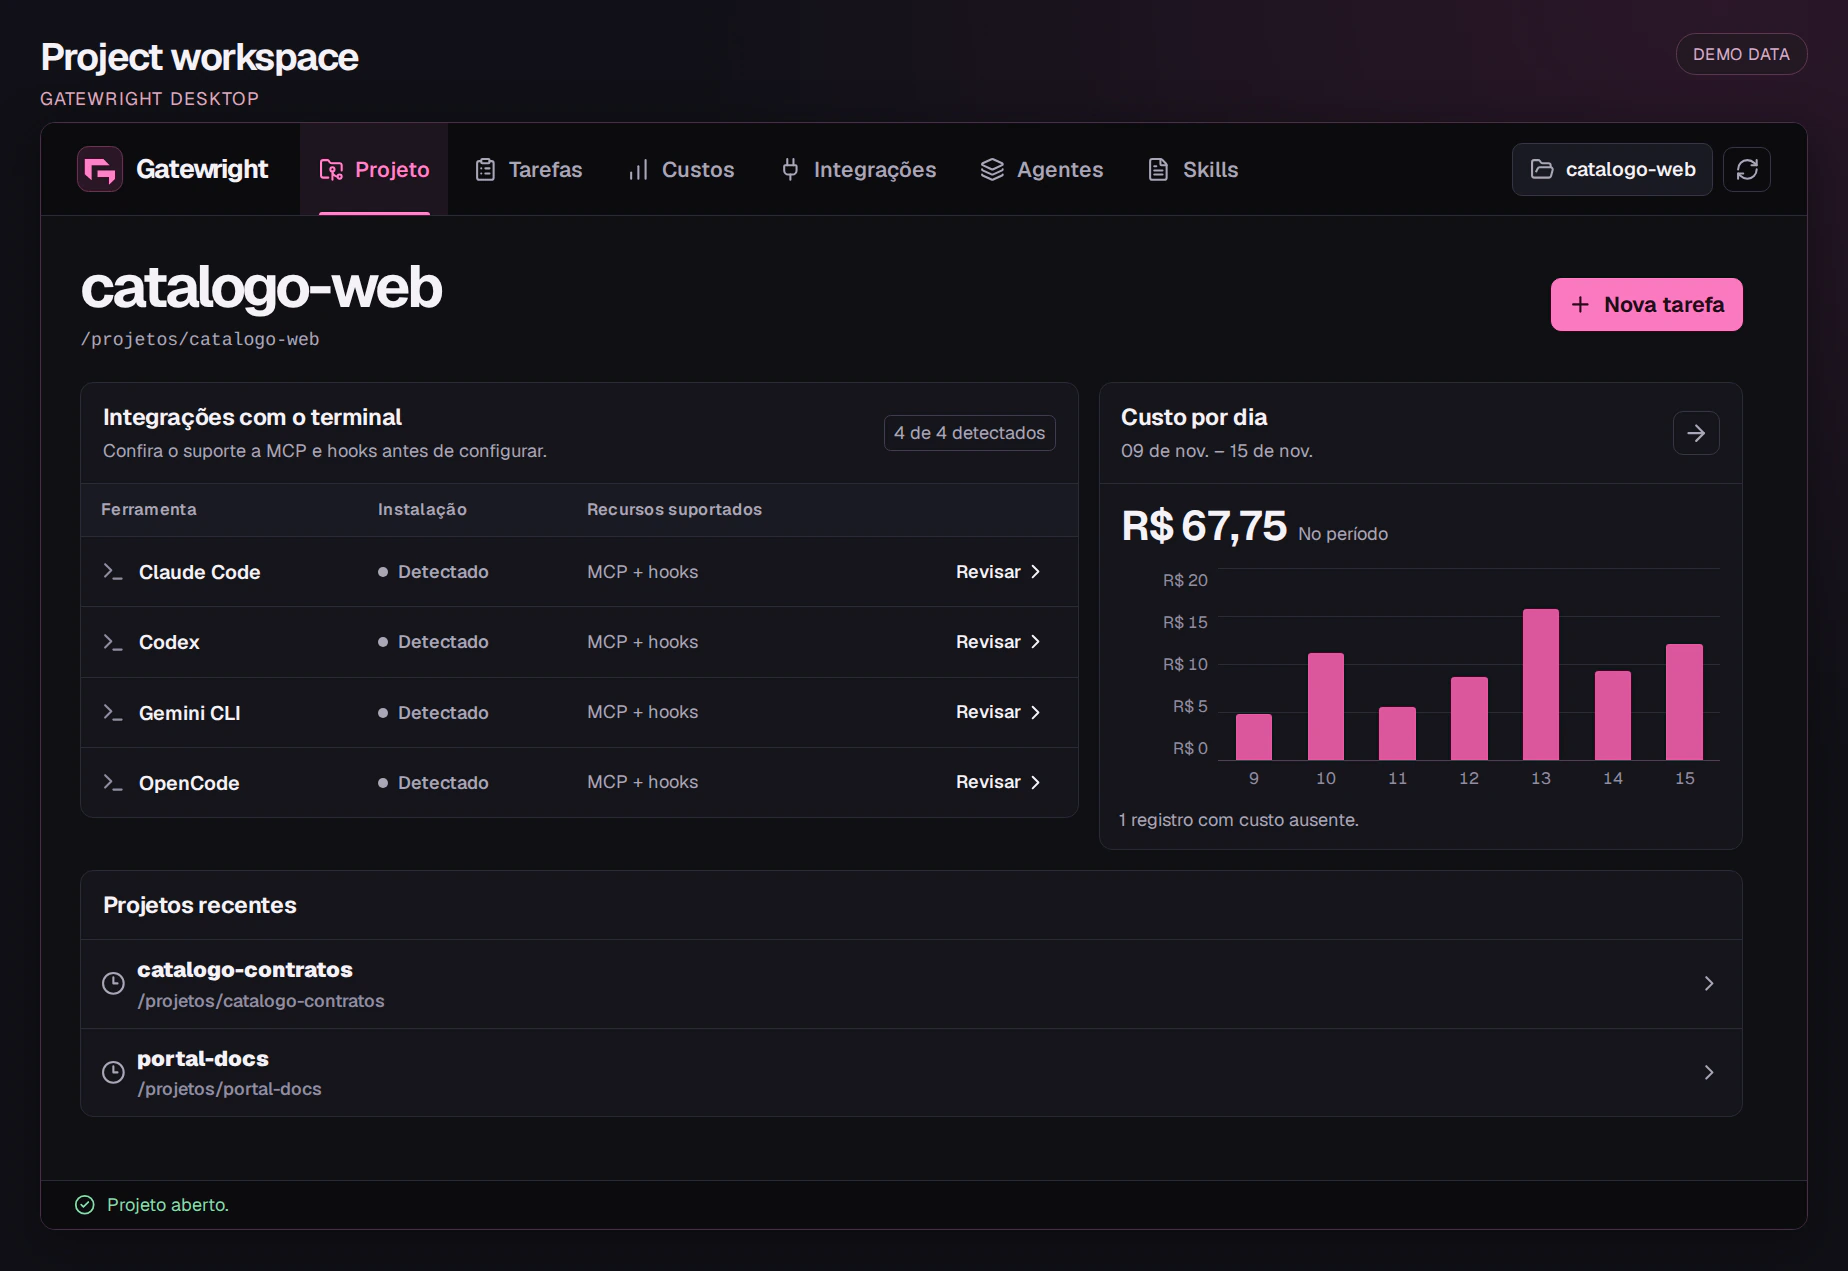 Project workspace
DEMO DATA
GATEWRIGHT DESKTOP
Gatewright
Projeto
Tarefas
Custos
Integrações
Agentes
Skills
catalogo-web
catalogo-web
/projetos/catalogo-web
Nova tarefa
Integrações com o terminal
Confira o suporte a MCP e hooks antes de configurar.
4 de 4 detectados
Ferramenta Instalação Recursos suportados
Claude Code Detectado MCP + hooks Revisar
Codex Detectado MCP + hooks Revisar
Gemini CLI Detectado MCP + hooks Revisar
OpenCode Detectado MCP + hooks Revisar
Custo por dia
09 de nov. – 15 de nov.
R$ 67,75 No período
R$ 20
R$ 15
R$ 10
R$ 5
R$ 0
9 10 11 12 13 14 15
1 registro com custo ausente.
Projetos recentes
catalogo-contratos
/projetos/catalogo-contratos
portal-docs
/projetos/portal-docs
Projeto aberto.